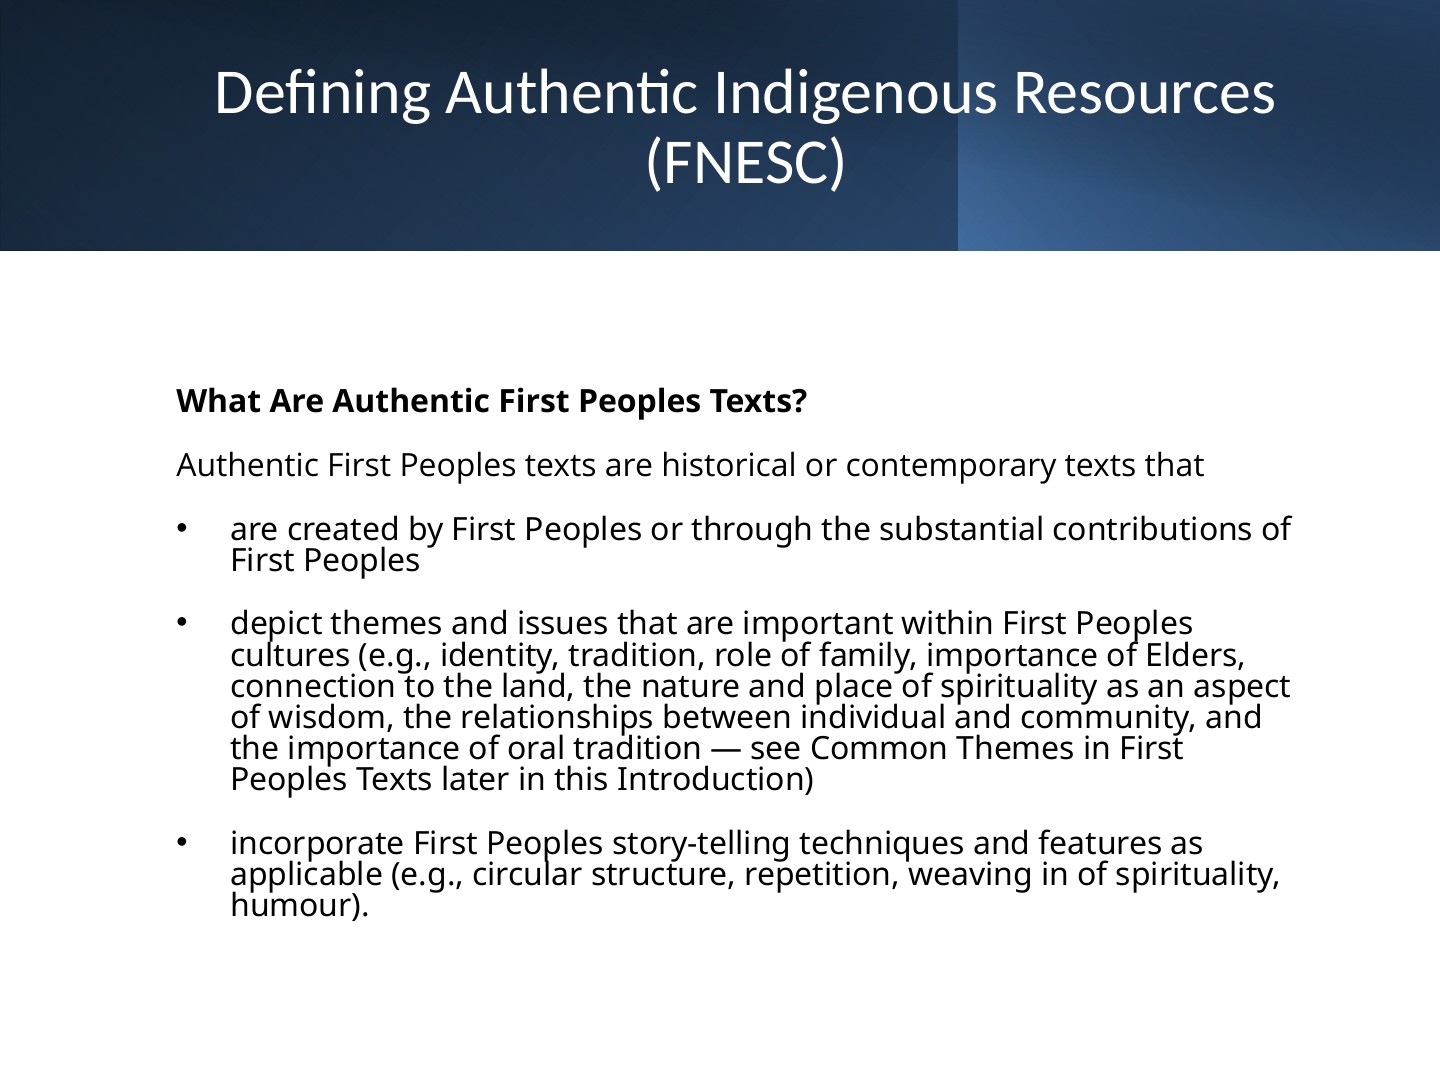 Defining Authentic Indigenous Resources
(FNESC)
What Are Authentic First Peoples Texts?
Authentic First Peoples texts are historical or contemporary texts that
• are created by First Peoples or through the substantial contributions of
First Peoples
• depict themes and issues that are important within First Peoples
cultures (e.g., identity, tradition, role of family, importance of Elders,
connection to the land, the nature and place of spirituality as an aspect
of wisdom, the relationships between individual and community, and
the importance of oral tradition — see Common Themes in First
Peoples Texts later in this Introduction)
• incorporate First Peoples story-telling techniques and features as
applicable (e.g., circular structure, repetition, weaving in of spirituality,
humour).